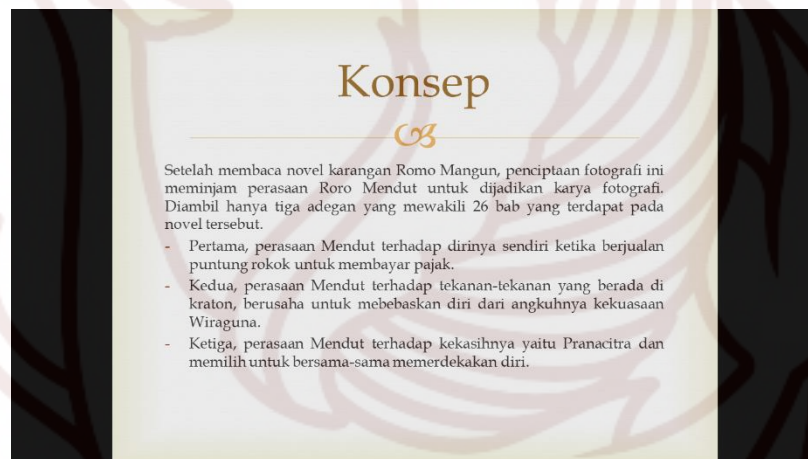 Konsep
Setelah membaca novel karangan Romo Mangun, penciptaan fotografi ini
meminjam perasaan Roro Mendut untuk dijadikan karya fotografi.
Diambil hanya tiga adegan yang mewakili 26 bab yang terdapat pada
novel tersebut.
- Pertama, perasaan Mendut terhadap dirinya sendiri ketika berjualan
puntung rokok untuk membayar pajak.
- Kedua, perasaan Mendut terhadap tekanan-tekanan yang berada di
kraton, berusaha untuk mebebaskan diri dari angkuhnya kekuasaan
Wiraguna.
- Ketiga, perasaan Mendut terhadap kekasihnya yaitu Pranacitra dan
memilih untuk bersama-sama memerdekakan diri.